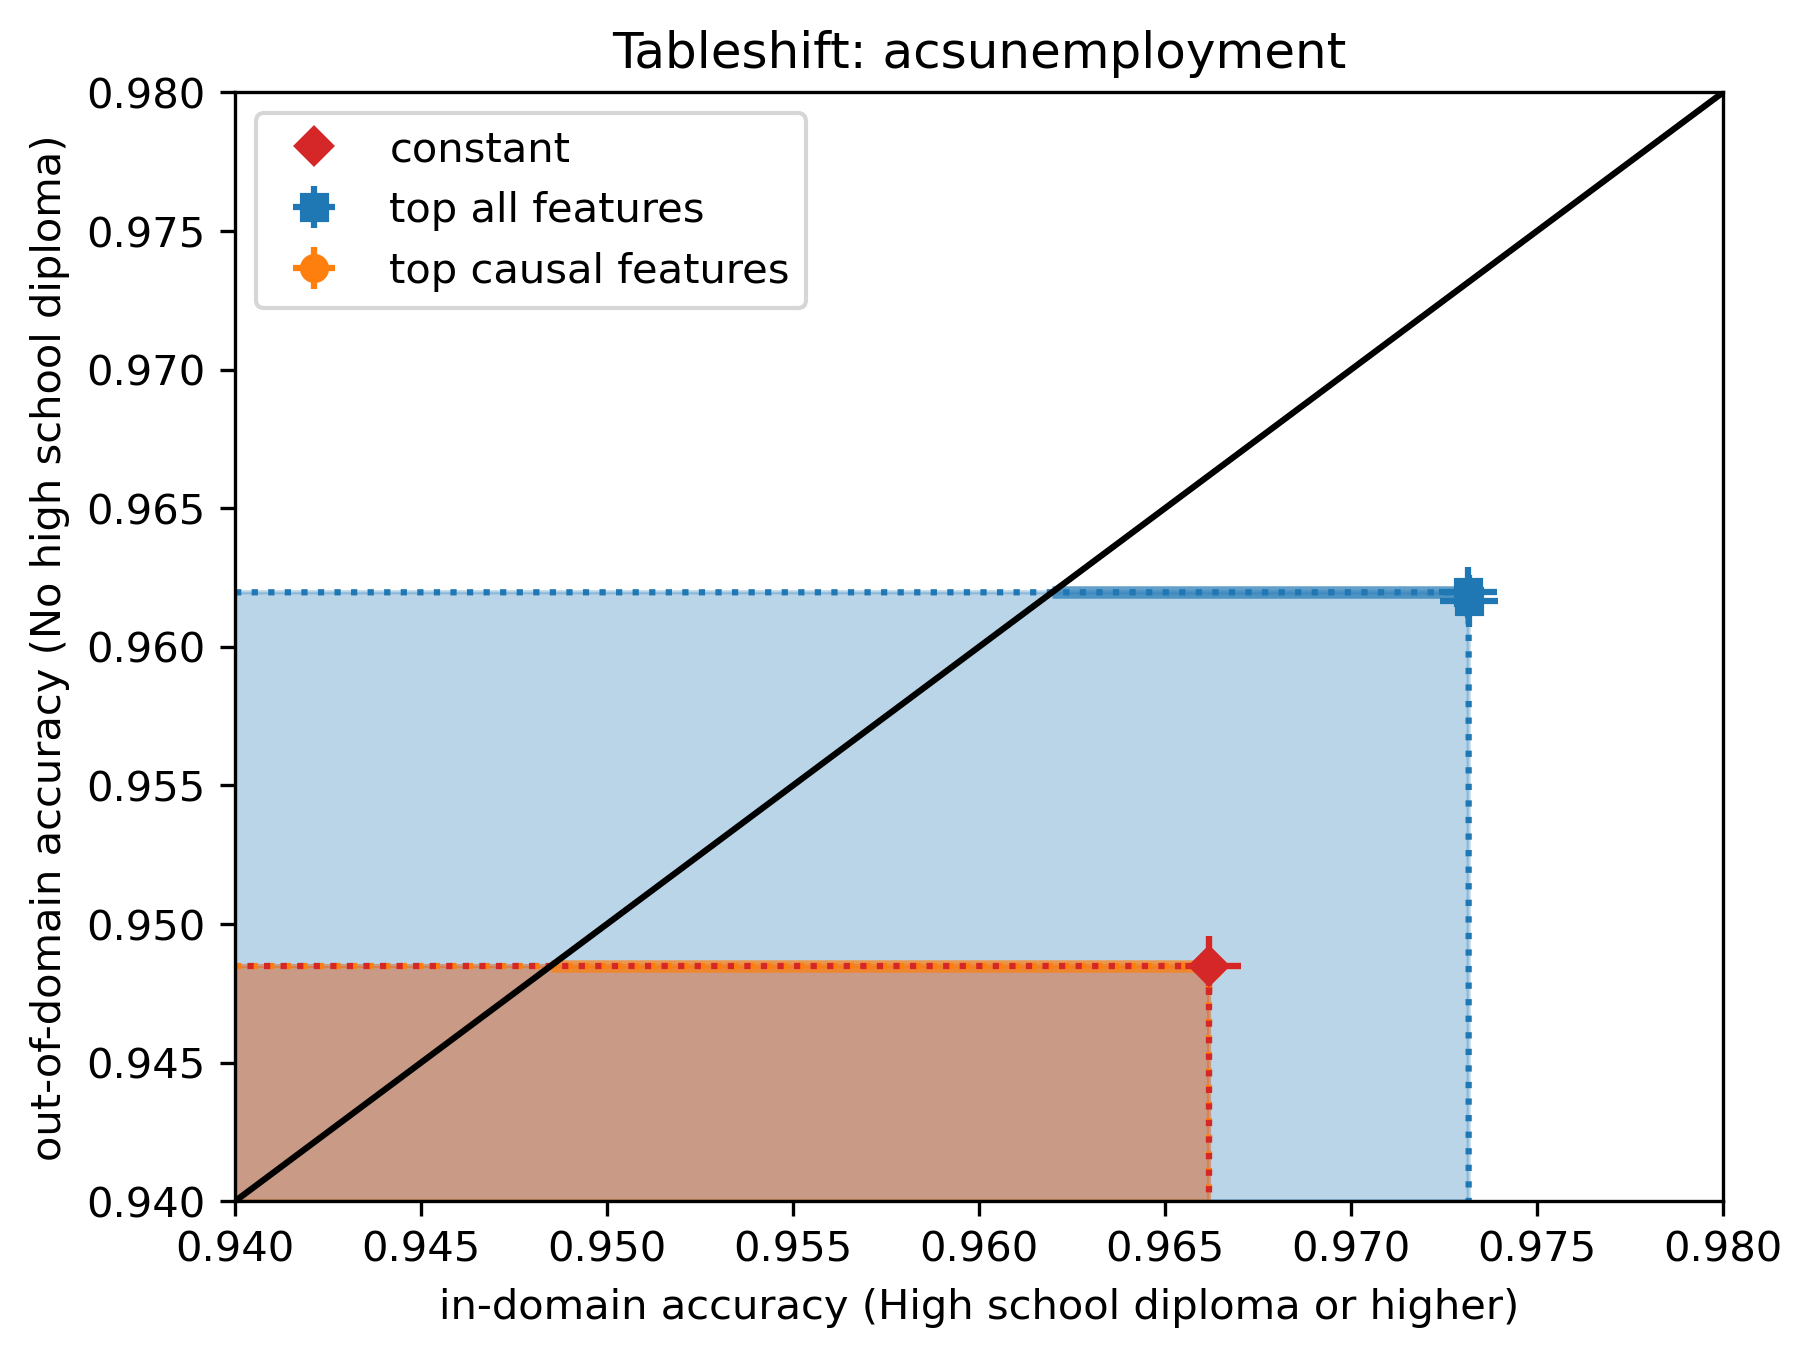 Tableshift: acsunemployment
constant
top all features
top causal features
out-of-domain accuracy (No high school diploma)
0.980
0.975
0.970
0.965
0.960
0.955
0.950
0.945
0.940
0.940 0.945 0.950 0.955 0.960 0.965 0.970 0.975 0.980
in-domain accuracy (High school diploma or higher)